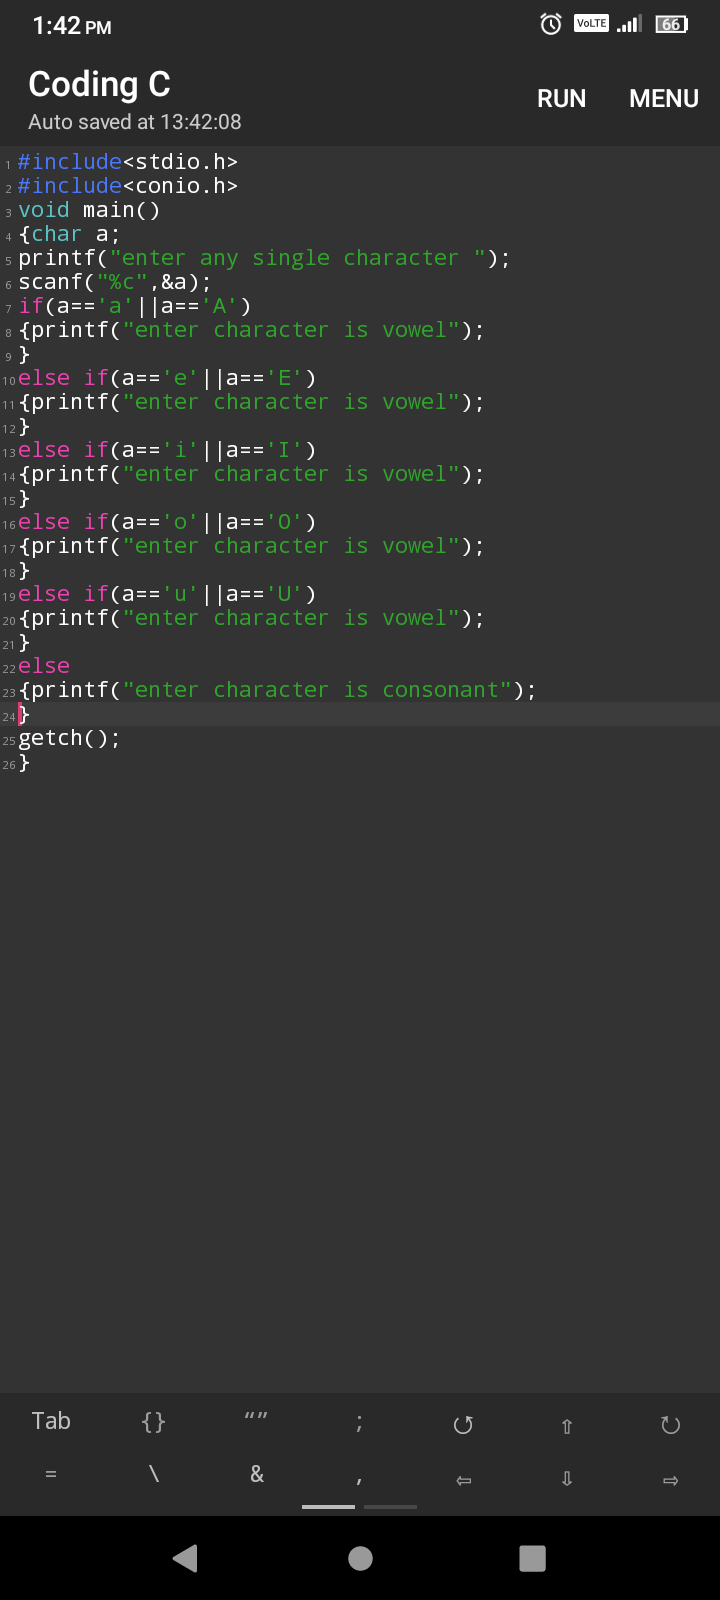 1:42 PM VoLTE 66
Coding C
Auto saved at 13:42:08
RUN MENU
1 #include<stdio.h>
2 #include<conio.h>
3 void main()
4 {char a;
5 printf("enter any single character ");
6 scanf("%c",&a);
7 if(a=='a'||a=='A')
8 {printf("enter character is vowel");
9 }
10 else if(a=='e'||a=='E')
11 {printf("enter character is vowel");
12 }
13 else if(a=='i'||a=='I')
14 {printf("enter character is vowel");
15 }
16 else if(a=='o'||a=='O')
17 {printf("enter character is vowel");
18 }
19 else if(a=='u'||a=='U')
20 {printf("enter character is vowel");
21 }
22 else
23 {printf("enter character is consonant");
24 }
25 getch();
26 }
Tab {} “” ; ↺ ⇧ ↻
= \ & , ⇦ ⇩ ⇨